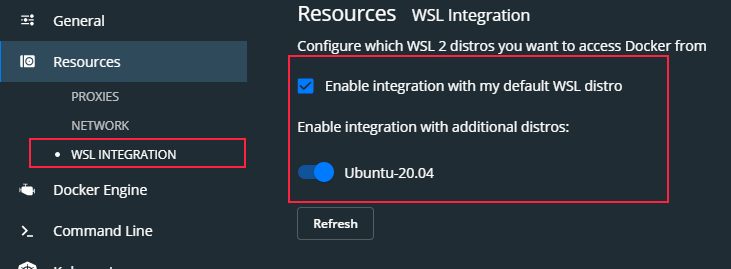 General
Resources
PROXIES
NETWORK
WSL INTEGRATION
Docker Engine
Command Line
Resources WSL Integration
Configure which WSL 2 distros you want to access Docker from
Enable integration with my default WSL distro
Enable integration with additional distros:
Ubuntu-20.04
Refresh